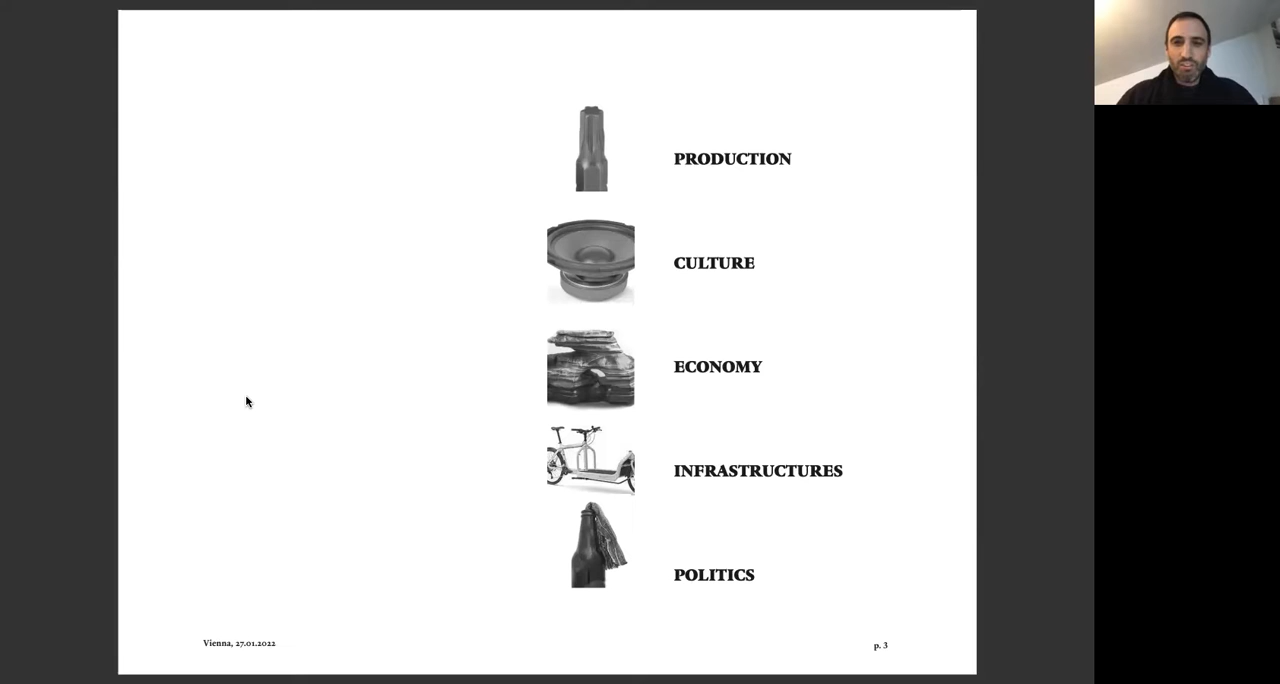 PRODUCTION
CULTURE
ECONOMY
INFRASTRUCTURES
POLITICS
Vienna, 27.01.2022
p. 3